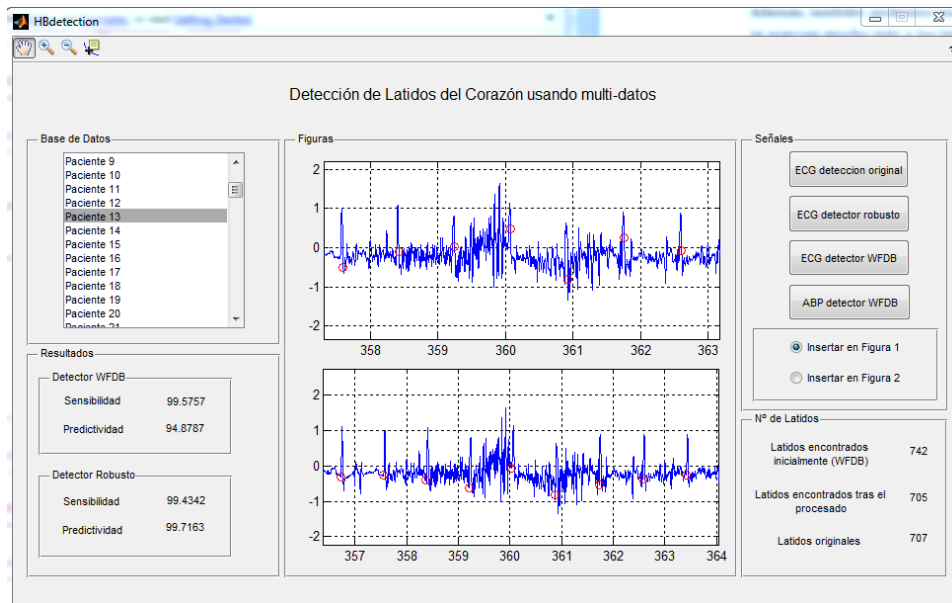 HBdetection
Detección de Latidos del Corazón usando multi-datos
Base de Datos
Paciente 9
Paciente 10
Paciente 11
Paciente 12
Paciente 13
Paciente 14
Paciente 15
Paciente 16
Paciente 17
Paciente 18
Paciente 19
Paciente 20
Paciente 21
Resultados
Detector WFDB
Sensibilidad 99.5757
Predictividad 94.8787
Detector Robusto
Sensibilidad 99.4342
Predictividad 99.7163
Figuras
2
1
0
-1
-2
358 359 360 361 362 363
2
1
0
-1
-2
357 358 359 360 361 362 363 364
Señales
ECG deteccion original
ECG detector robusto
ECG detector WFDB
ABP detector WFDB
Insertar en Figura 1
Insertar en Figura 2
Nº de Latidos
Latidos encontrados
inicialmente (WFDB) 742
Latidos encontrados tras el
procesado 705
Latidos originales 707